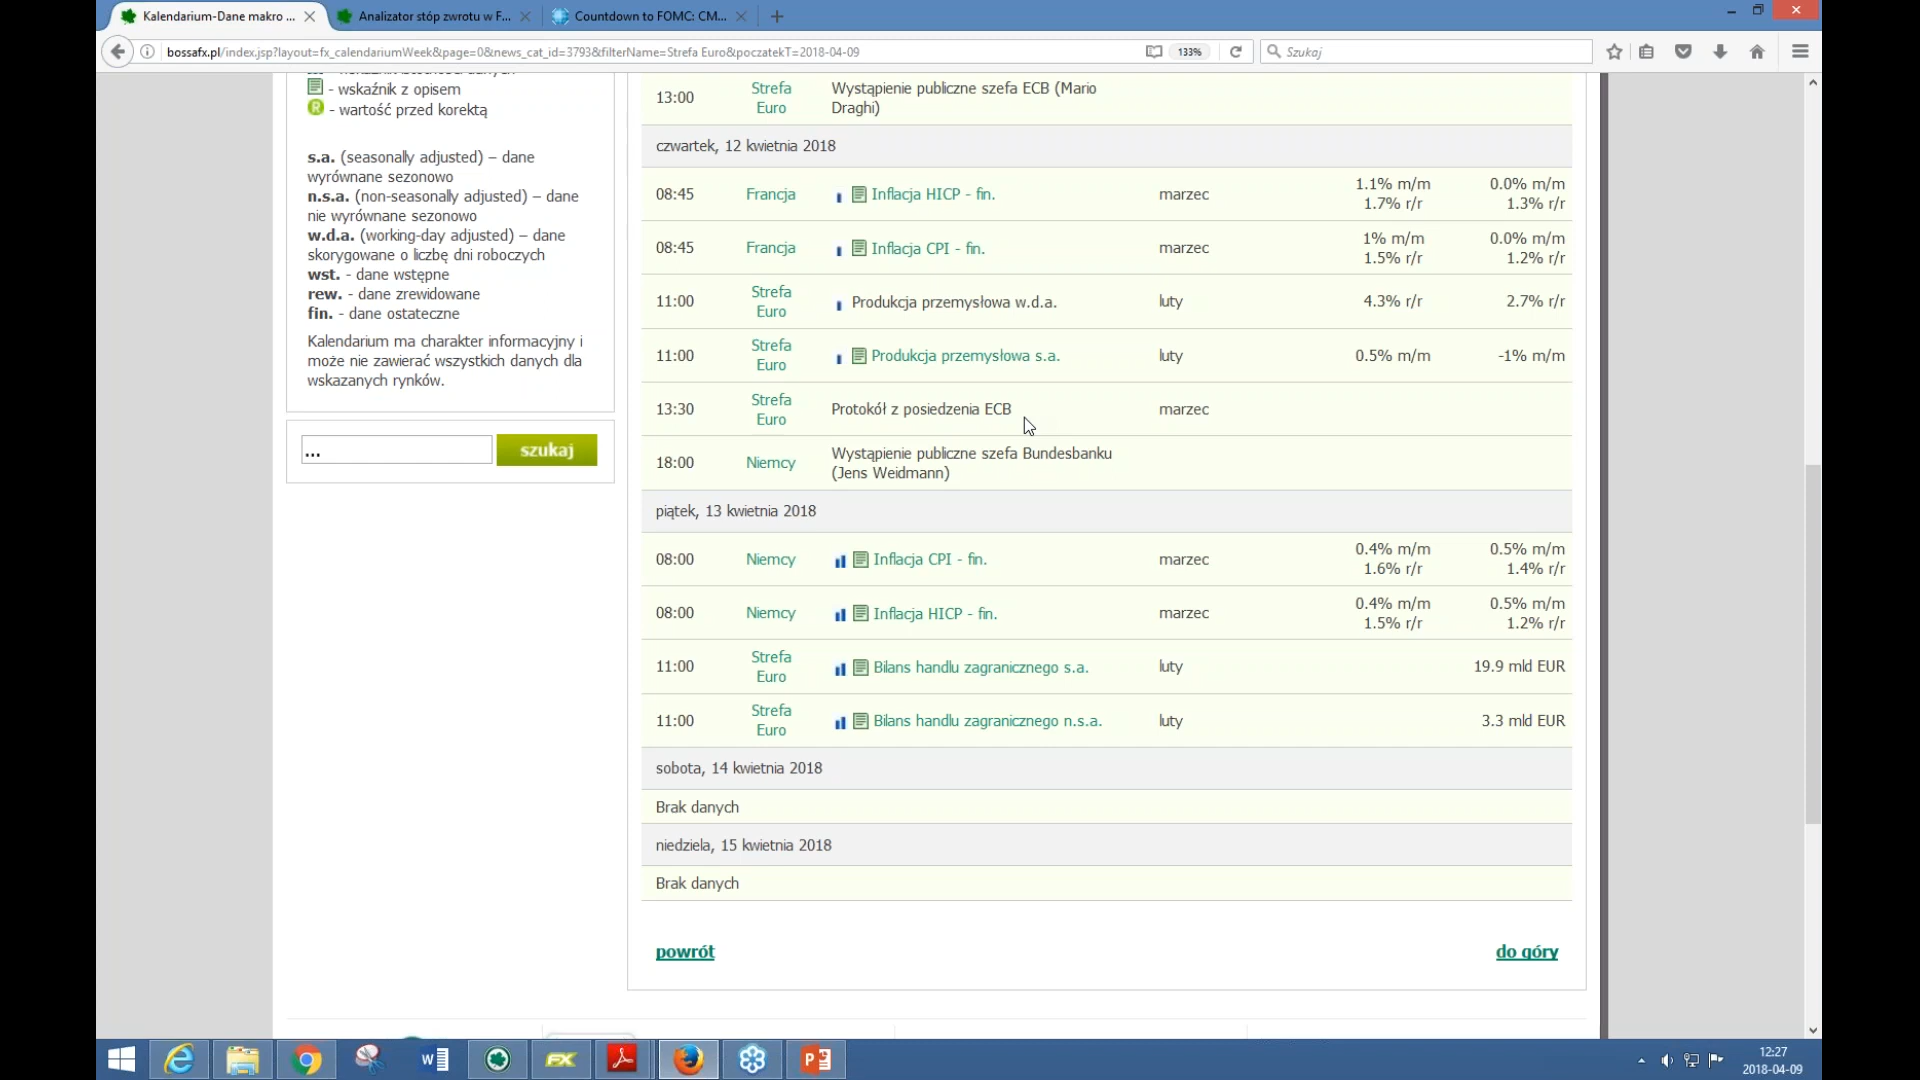 Kalendarium-Dane makro ...
Analizator stóp zwrotu w F...
Countdown to FOMC: CM...
bossafx.pl/index.jsp?layout=fx_calendariumWeek&page=0&news_cat_id=3793&filterName=Strefa Euro&poczatekT=2018-04-09
133%
Szukaj
- wskaźnik z opisem
R - wartość przed korektą
s.a. (seasonally adjusted) – dane
wyrównane sezonowo
n.s.a. (non-seasonally adjusted) – dane
nie wyrównane sezonowo
w.d.a. (working-day adjusted) – dane
skorygowane o liczbę dni roboczych
wst. - dane wstępne
rew. - dane zrewidowane
fin. - dane ostateczne
Kalendarium ma charakter informacyjny i
może nie zawierać wszystkich danych dla
wskazanych rynków.
... szukaj
13:00 Strefa Euro Wystąpienie publiczne szefa ECB (Mario
Draghi)
czwartek, 12 kwietnia 2018
08:45 Francja Inflacja HICP - fin. marzec 1.1% m/m 0.0% m/m
1.7% r/r 1.3% r/r
08:45 Francja Inflacja CPI - fin. marzec 1% m/m 0.0% m/m
1.5% r/r 1.2% r/r
11:00 Strefa Euro Produkcja przemysłowa w.d.a. luty 4.3% r/r 2.7% r/r
11:00 Strefa Euro Produkcja przemysłowa s.a. luty 0.5% m/m -1% m/m
13:30 Strefa Euro Protokół z posiedzenia ECB marzec
18:00 Niemcy Wystąpienie publiczne szefa Bundesbanku
(Jens Weidmann)
piątek, 13 kwietnia 2018
08:00 Niemcy Inflacja CPI - fin. marzec 0.4% m/m 0.5% m/m
1.6% r/r 1.4% r/r
08:00 Niemcy Inflacja HICP - fin. marzec 0.4% m/m 0.5% m/m
1.5% r/r 1.2% r/r
11:00 Strefa Euro Bilans handlu zagranicznego s.a. luty 19.9 mld EUR
11:00 Strefa Euro Bilans handlu zagranicznego n.s.a. luty 3.3 mld EUR
sobota, 14 kwietnia 2018
Brak danych
niedziela, 15 kwietnia 2018
Brak danych
powrót do góry
FX
12:27
2018-04-09